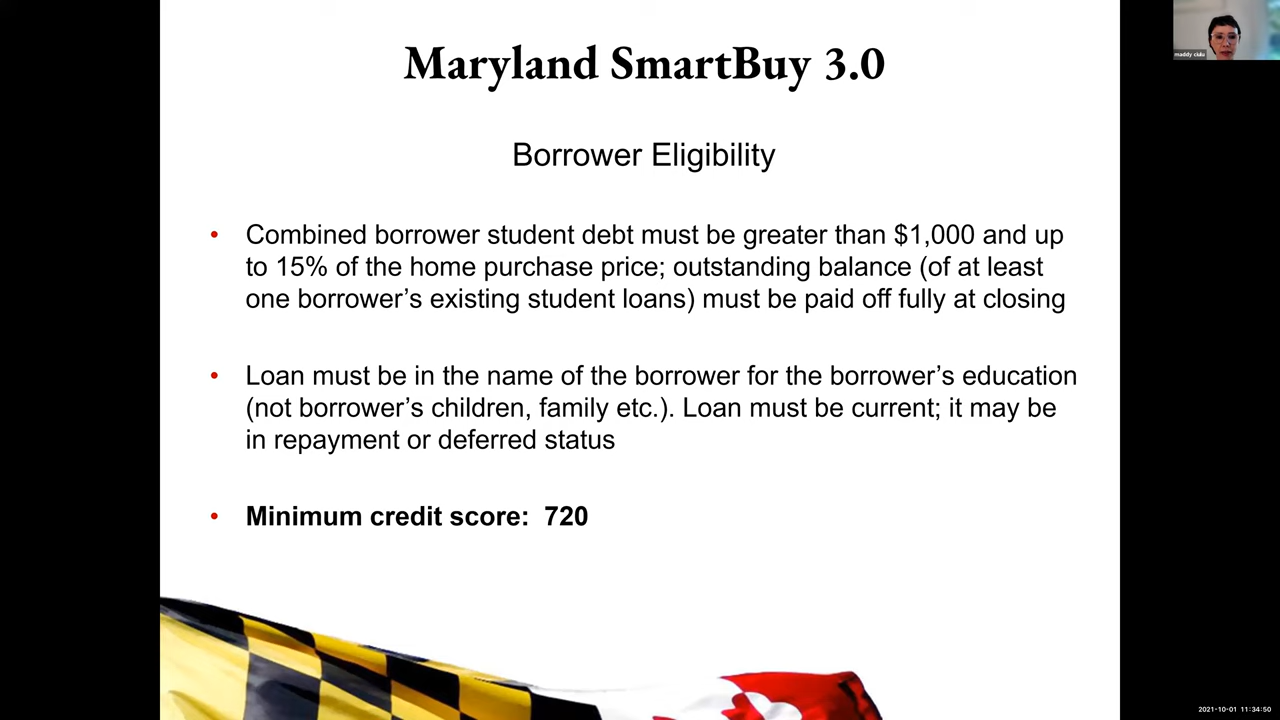 Maryland SmartBuy 3.0
maddy ciulu
Borrower Eligibility
• Combined borrower student debt must be greater than $1,000 and up
to 15% of the home purchase price; outstanding balance (of at least
one borrower’s existing student loans) must be paid off fully at closing
• Loan must be in the name of the borrower for the borrower’s education
(not borrower’s children, family etc.). Loan must be current; it may be
in repayment or deferred status
• Minimum credit score: 720
2021-10-01 11:34:50